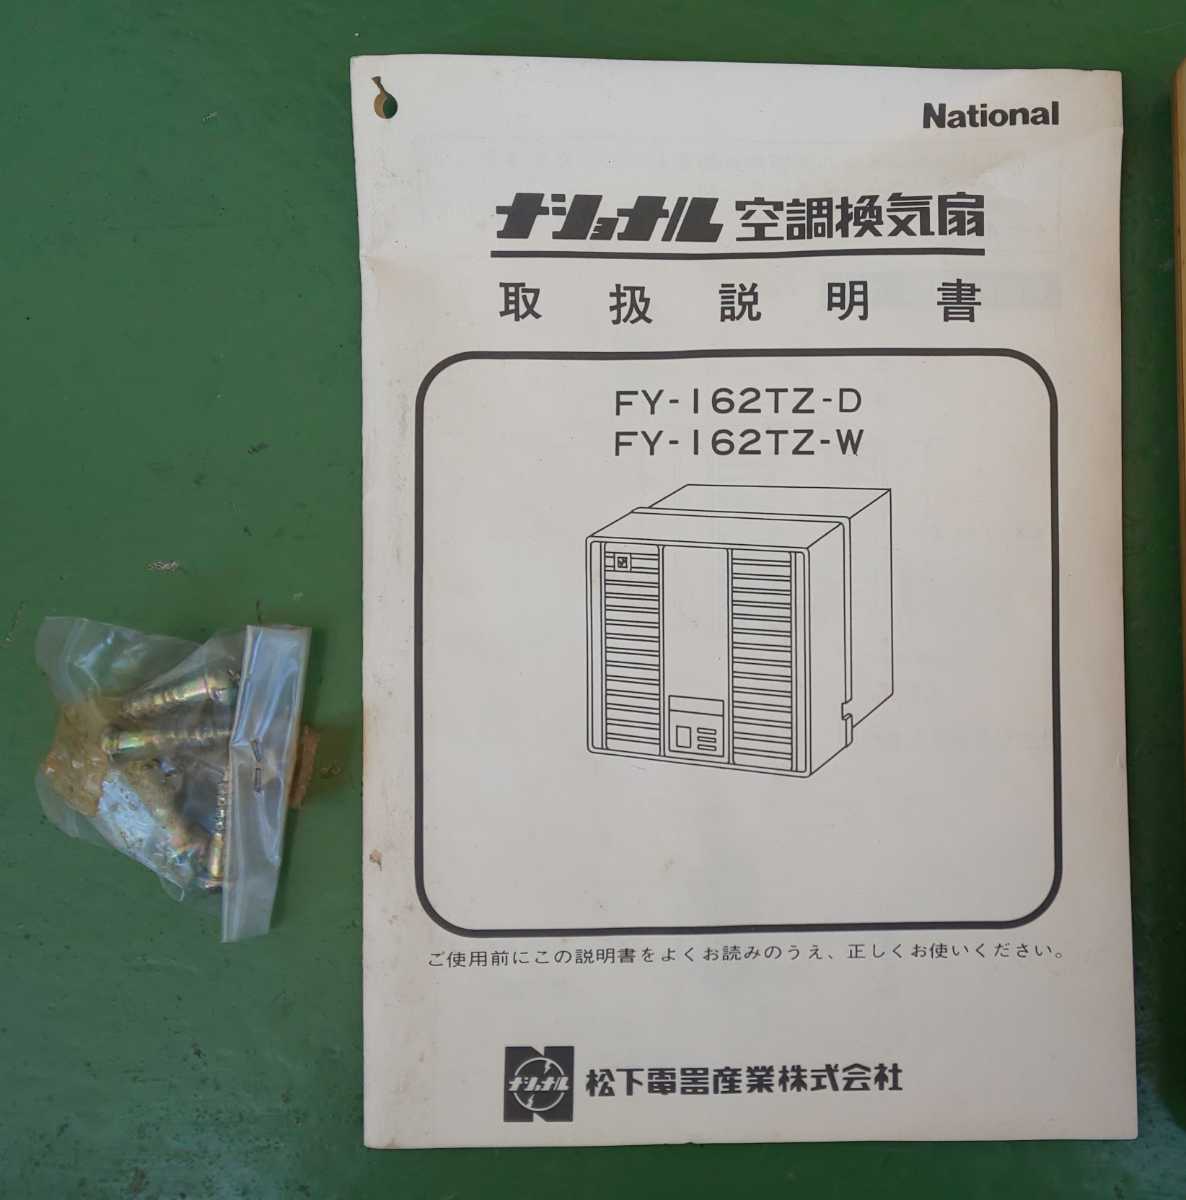 National
ナショナル 空調換気扇
取扱説明書
FY-162TZ-D
FY-162TZ-W
ご使用前にこの説明書をよくお読みのうえ、正しくお使いください。
ナショナル 松下電器産業株式会社